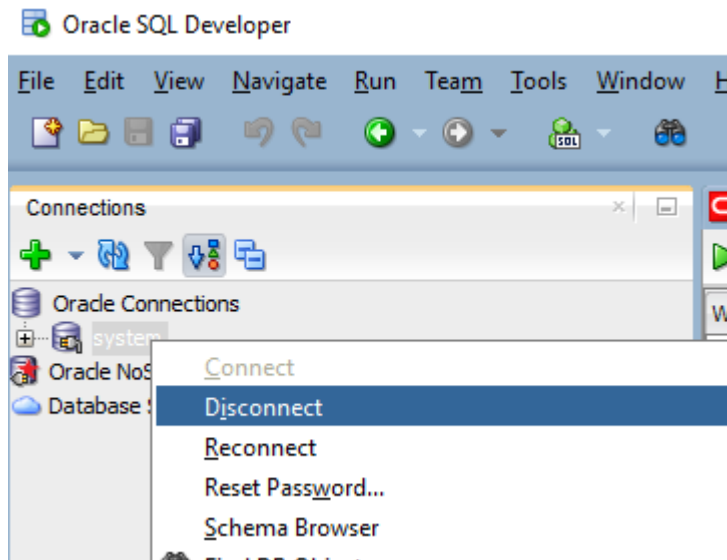 Oracle SQL Developer
File Edit View Navigate Run Team Tools Window H
SQL
Connections
Oracle Connections
system
Oracle NoS
Database
Connect
Disconnect
Reconnect
Reset Password...
Schema Browser